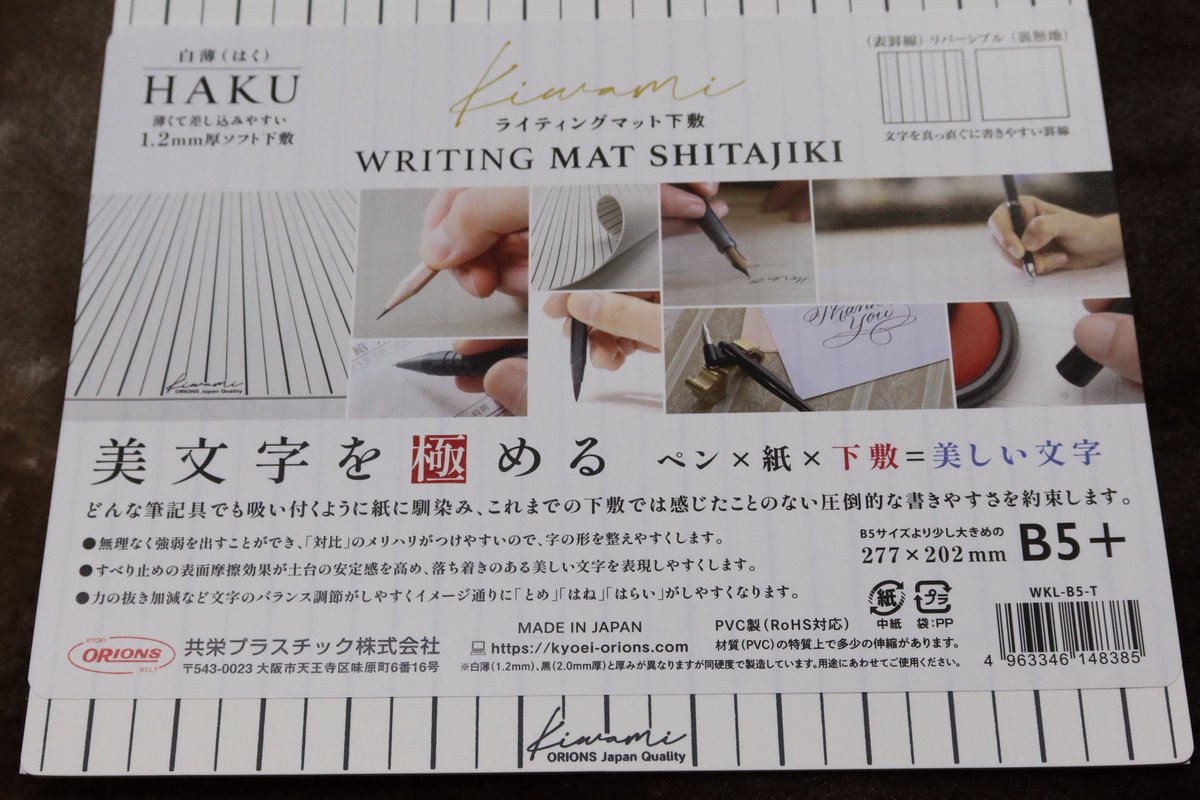 白薄（はく）
HAKU
薄くて差し込みやすい
1.2mm厚ソフト下敷
Kiwami
ライティングマット下敷
WRITING MAT SHITAJIKI
（表罫線）リバーシブル（裏無地）
文字を真っ直ぐに書きやすい罫線
Kiwami
ORIONS Japan Quality
Thank
You
時間
美文字を極める
ペン×紙×下敷=美しい文字
どんな筆記具でも吸い付くように紙に馴染み、これまでの下敷では感じたことのない圧倒的な書きやすさを約束します。
●無理なく強弱を出すことができ、「対比」のメリハリがつけやすいので、字の形を整えやすくします。
●すべり止めの表面摩擦効果が土台の安定感を高め、落ち着きのある美しい文字を表現しやすくします。
●力の抜き加減など文字のバランス調節がしやすくイメージ通りに「とめ」「はね」「はらい」がしやすくなります。
B5サイズより少し大きめの
277×202mm B5+
紙 プラ
中紙 袋:PP
WKL-B5-T
4 963346 148385
KYOEI
ORIONS
BELT
共栄プラスチック株式会社
〒543-0023 大阪市天王寺区味原町6番16号
MADE IN JAPAN
https://kyoei-orions.com
PVC製（RoHS対応）
材質（PVC）の特質上で多少の伸縮があります。
※白薄（1.2mm）、黒（2.0mm厚）と厚みが異なりますが同硬度で製造しています。用途にあわせてご使用ください。
Kiwami
ORIONS Japan Quality